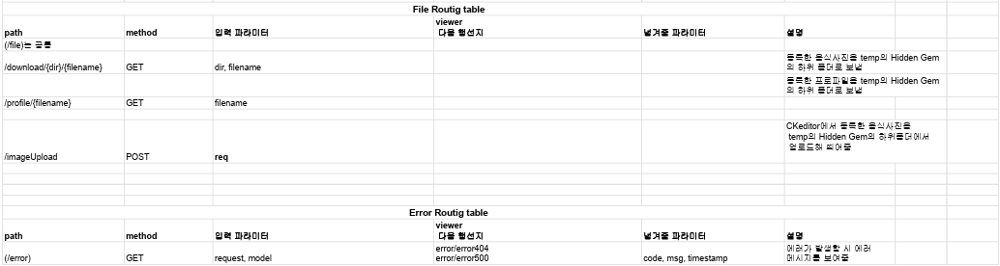 File Routig table
viewer
path method 입력 파라미터 다음 행선지 넘겨줄 파라미터 설명
(/file)는 공통
/download/{dir}/{filename} GET dir, filename 등록한 음식사진을 temp의 Hidden Gem
의 하위 폴더로 보냄
등록한 프로파일을 temp의 Hidden Gem
의 하위 폴더로 보냄
/profile/{filename} GET filename
CKeditor에서 등록한 음식사진을
temp의 Hidden Gem의 하위폴더에서
업로드해 띄어줌
/imageUpload POST req
Error Routig table
viewer
path method 입력 파라미터 다음 행선지 넘겨줄 파라미터 설명
error/error404 에러가 발생할 시 에러
(/error) GET request, model error/error500 code, msg, timestamp 메시지를 보여줌